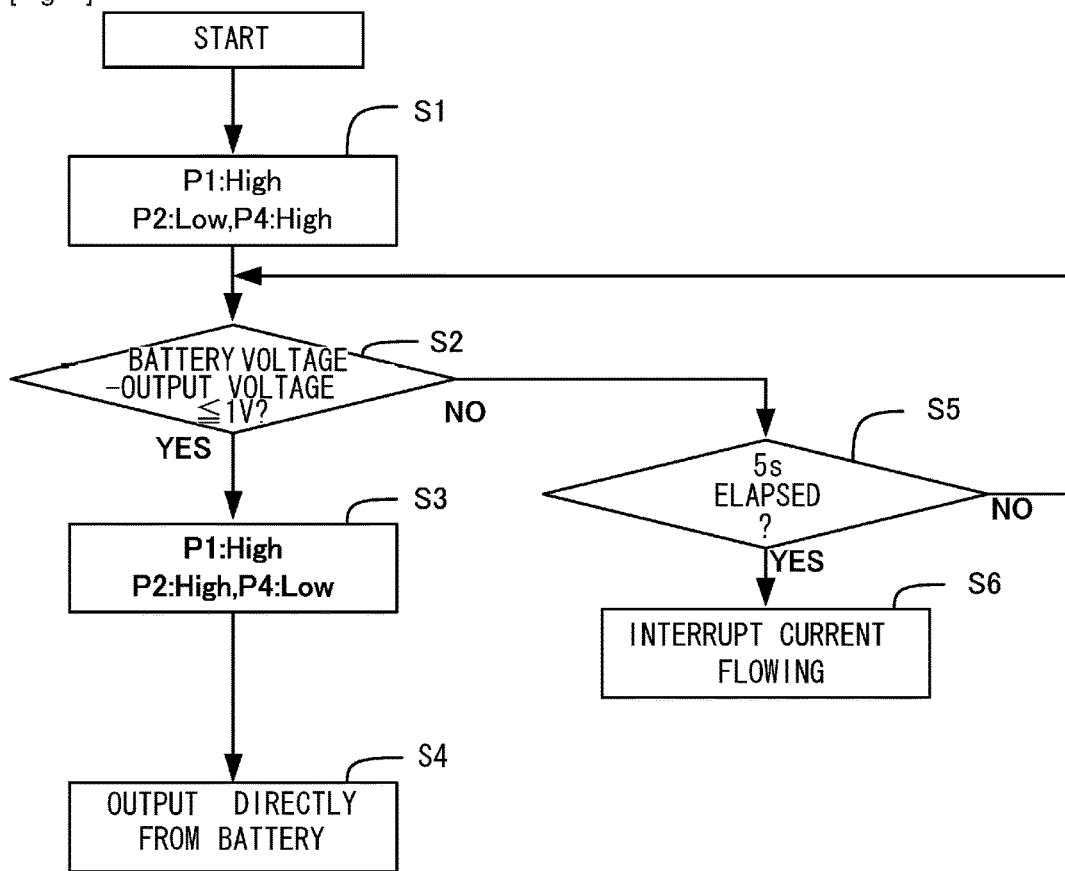 START
S1
P1:High
P2:Low,P4:High
S2
BATTERY VOLTAGE
-OUTPUT VOLTAGE
≦1V?
NO
YES
S5
5s
ELAPSED
?
NO
YES
S3
P1:High
P2:High,P4:Low
S6
INTERRUPT CURRENT
FLOWING
S4
OUTPUT DIRECTLY
FROM BATTERY